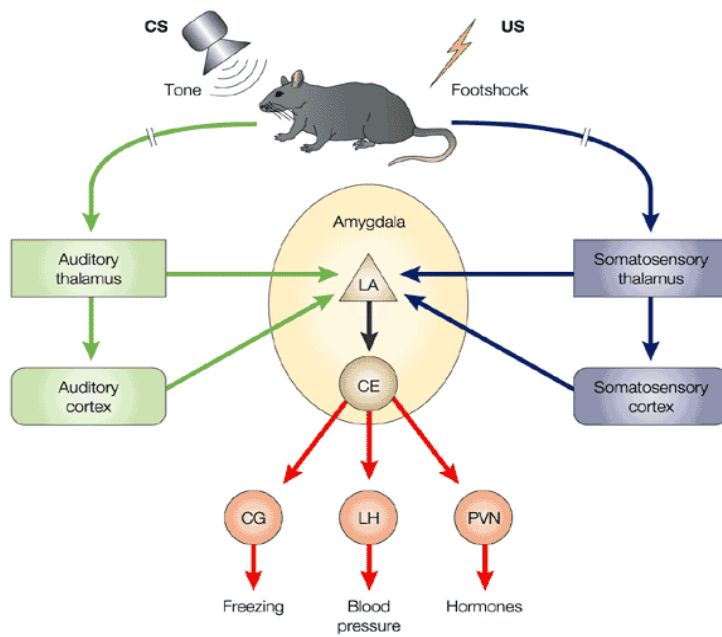 CS
US
Tone
Footshock
Amygdala
Auditory
thalamus
LA
Somatosensory
thalamus
Auditory
cortex
CE
Somatosensory
cortex
CG
LH
PVN
Freezing
Blood
pressure
Hormones